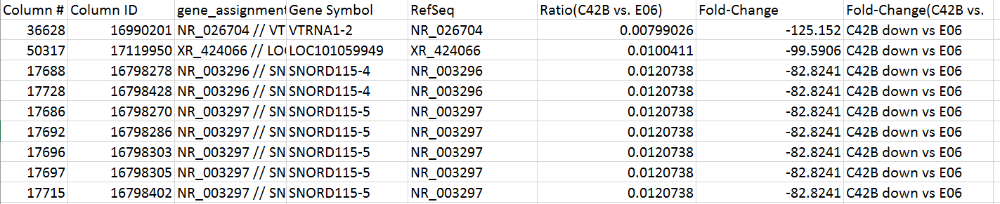 Column # Column ID gene_assignment Gene Symbol RefSeq Ratio(C42B vs. E06) Fold-Change Fold-Change(C42B vs.
36628 16990201 NR_026704 // VT VTRNA1-2 NR_026704 0.00799026 -125.152 C42B down vs E06
50317 17119950 XR_424066 // LOC LOC101059949 XR_424066 0.0100411 -99.5906 C42B down vs E06
17688 16798278 NR_003296 // SN SNORD115-4 NR_003296 0.0120738 -82.8241 C42B down vs E06
17728 16798428 NR_003296 // SN SNORD115-4 NR_003296 0.0120738 -82.8241 C42B down vs E06
17686 16798270 NR_003297 // SN SNORD115-5 NR_003297 0.0120738 -82.8241 C42B down vs E06
17692 16798286 NR_003297 // SN SNORD115-5 NR_003297 0.0120738 -82.8241 C42B down vs E06
17696 16798303 NR_003297 // SN SNORD115-5 NR_003297 0.0120738 -82.8241 C42B down vs E06
17697 16798305 NR_003297 // SN SNORD115-5 NR_003297 0.0120738 -82.8241 C42B down vs E06
17715 16798402 NR_003297 // SN SNORD115-5 NR_003297 0.0120738 -82.8241 C42B down vs E06